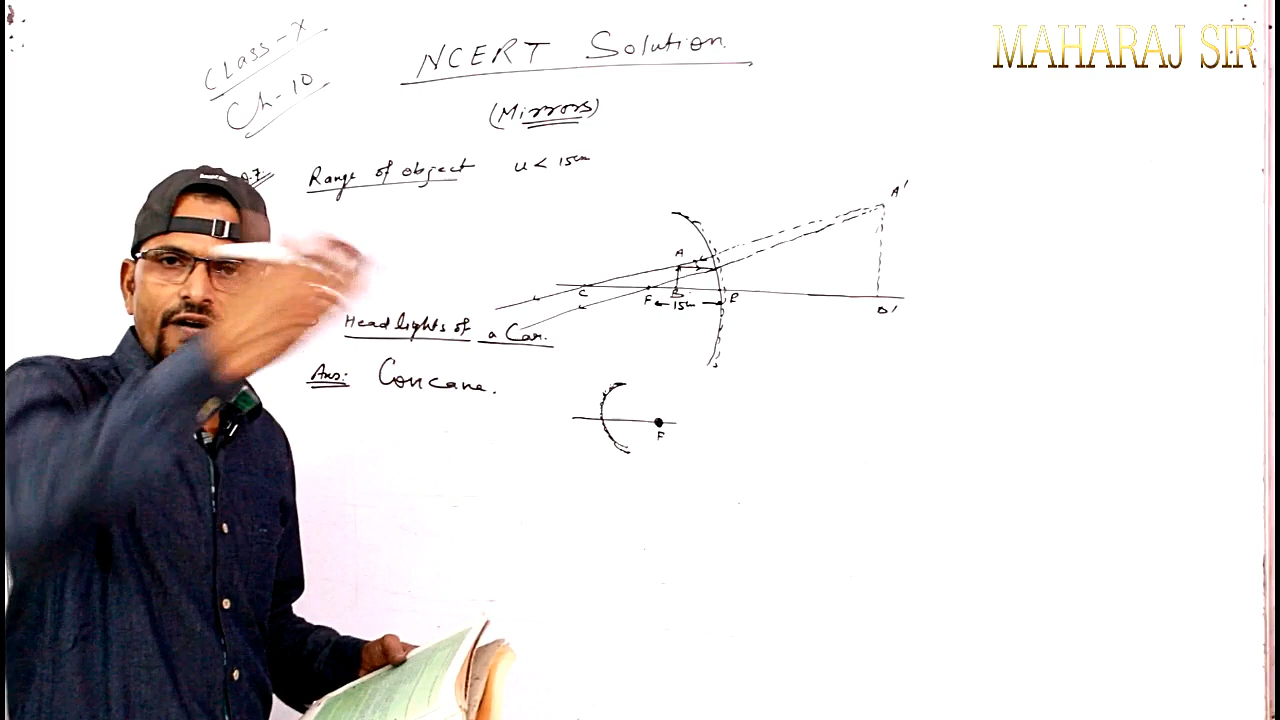 MAHARAJ SIR
Class-X
Ch-10
NCERT Solution
(Mirrors)
Range of object u < 15cm
A'
A
C F B P
15cm
B'
Headlights of a Car.
Ans: Concave.
F